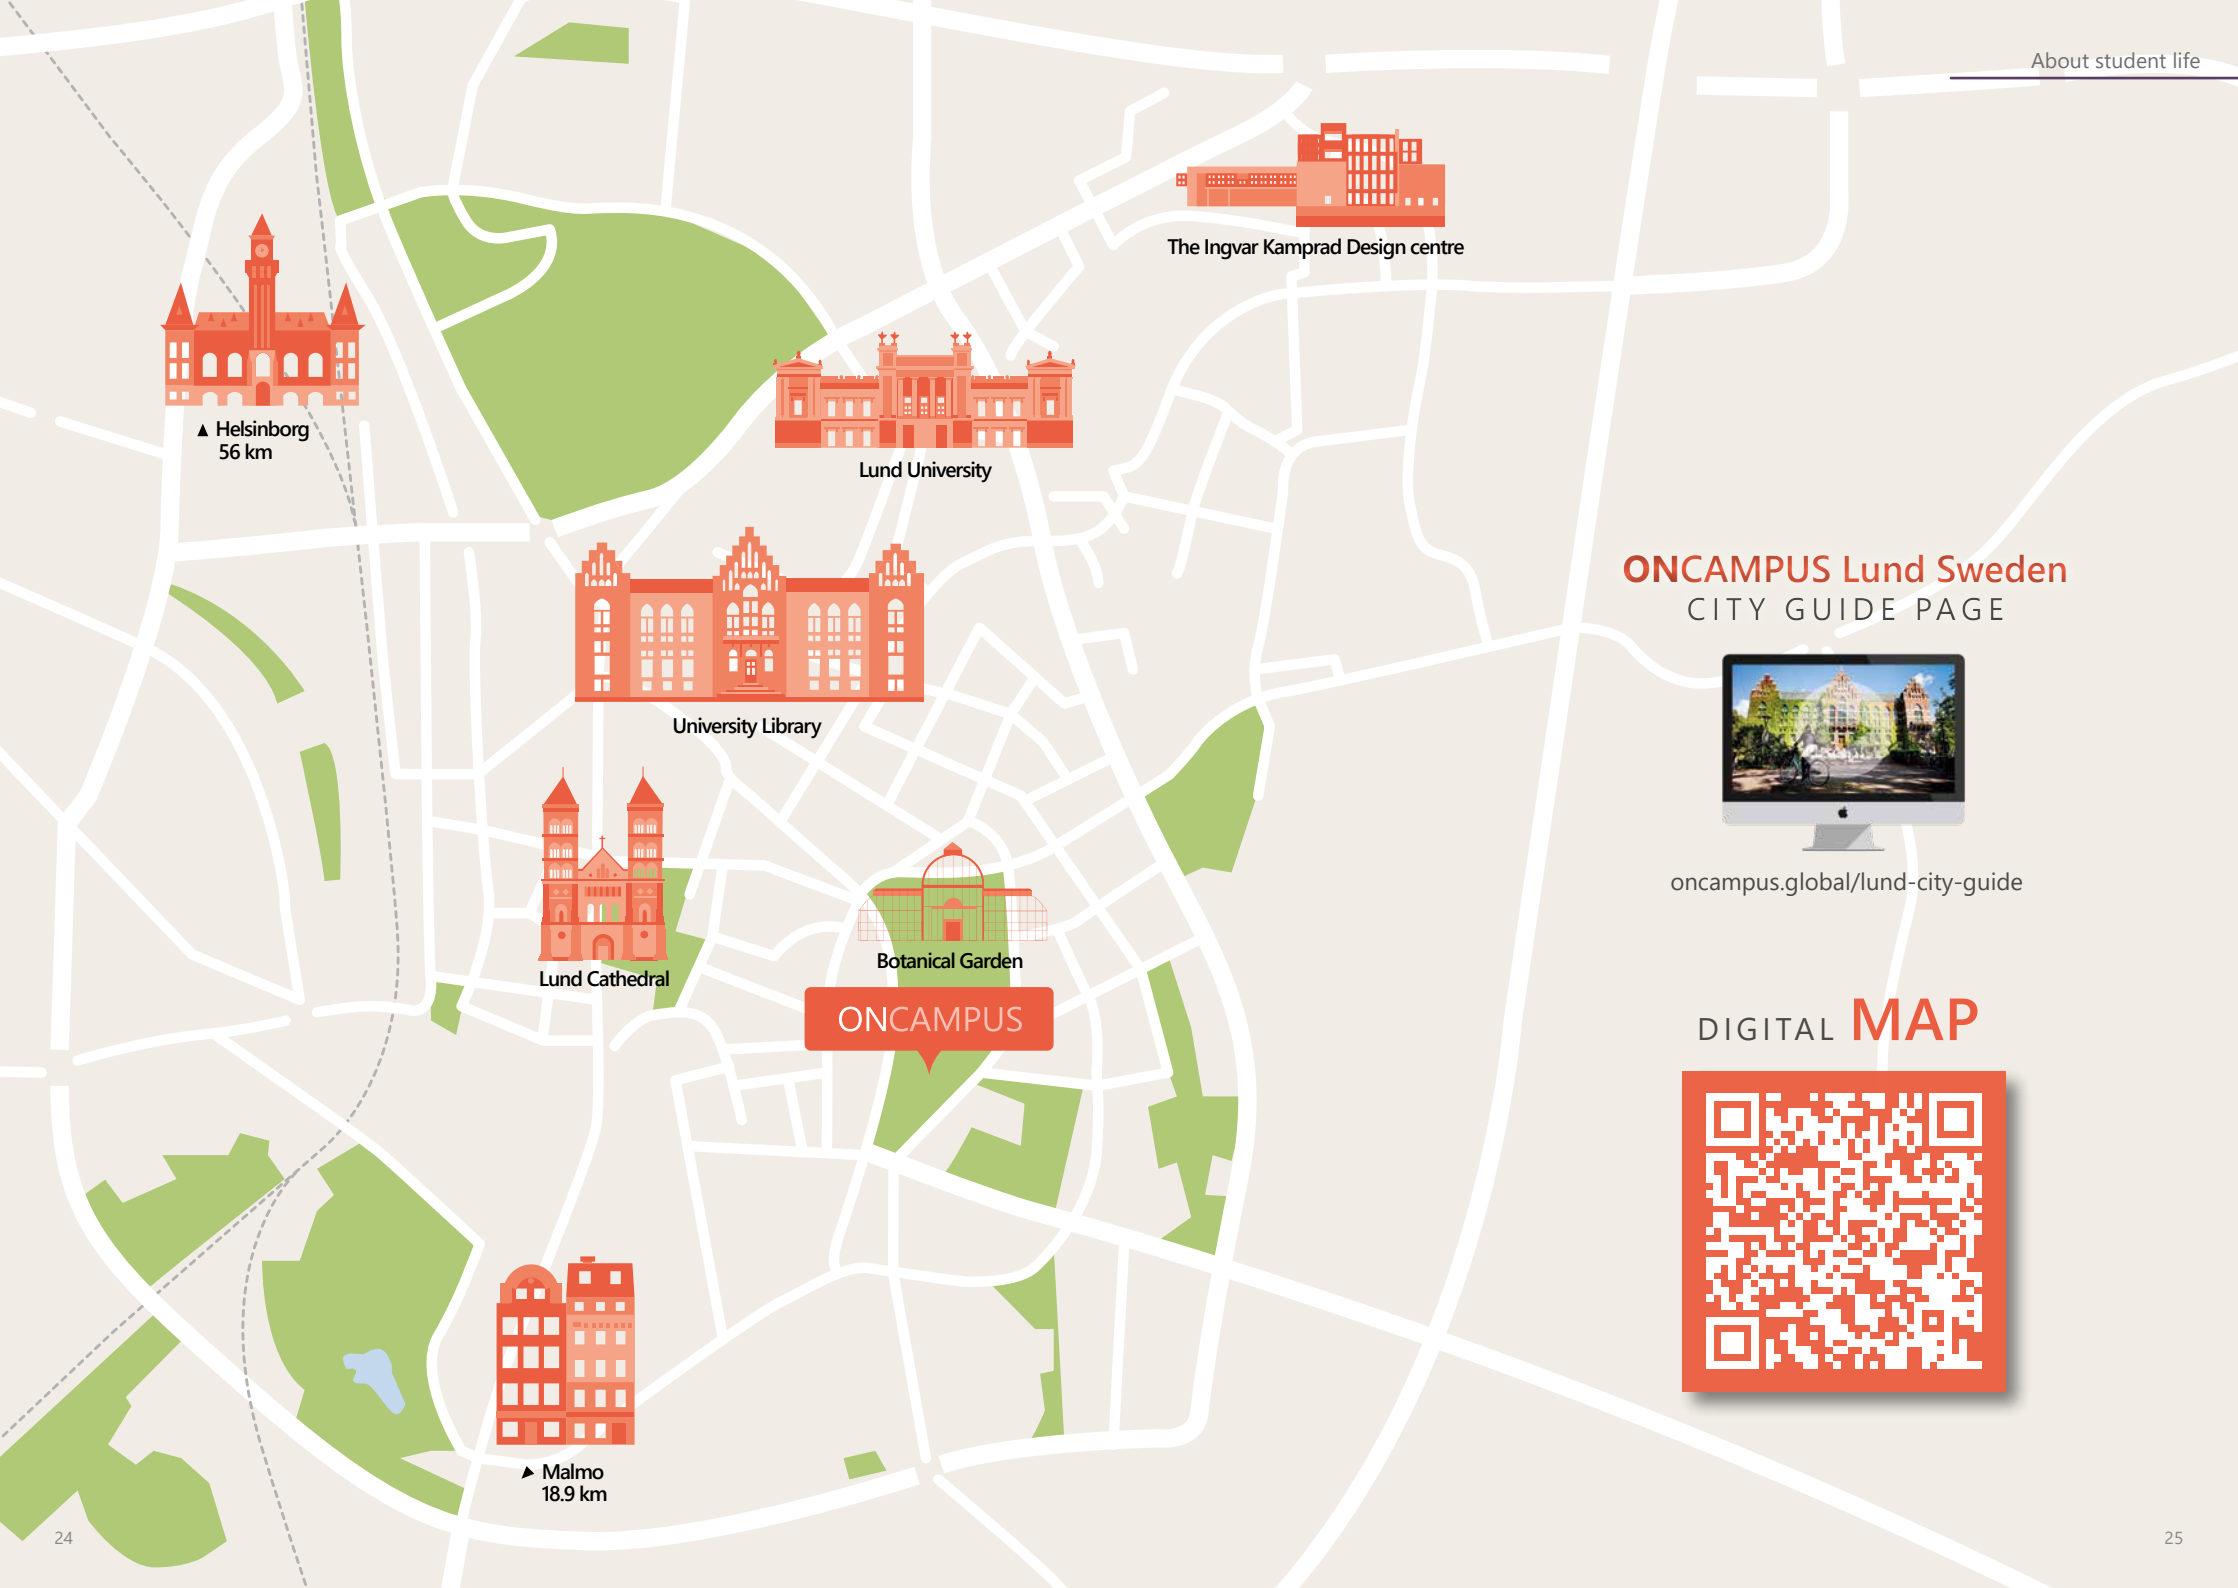 About student life
The Ingvar Kamprad Design centre
▲ Helsinborg
56 km
Lund University
University Library
Lund Cathedral
Botanical Garden
ONCAMPUS
Malmo
18.9 km
ONCAMPUS Lund Sweden
CITY GUIDE PAGE
oncampus.global/lund-city-guide
DIGITAL MAP
24
25